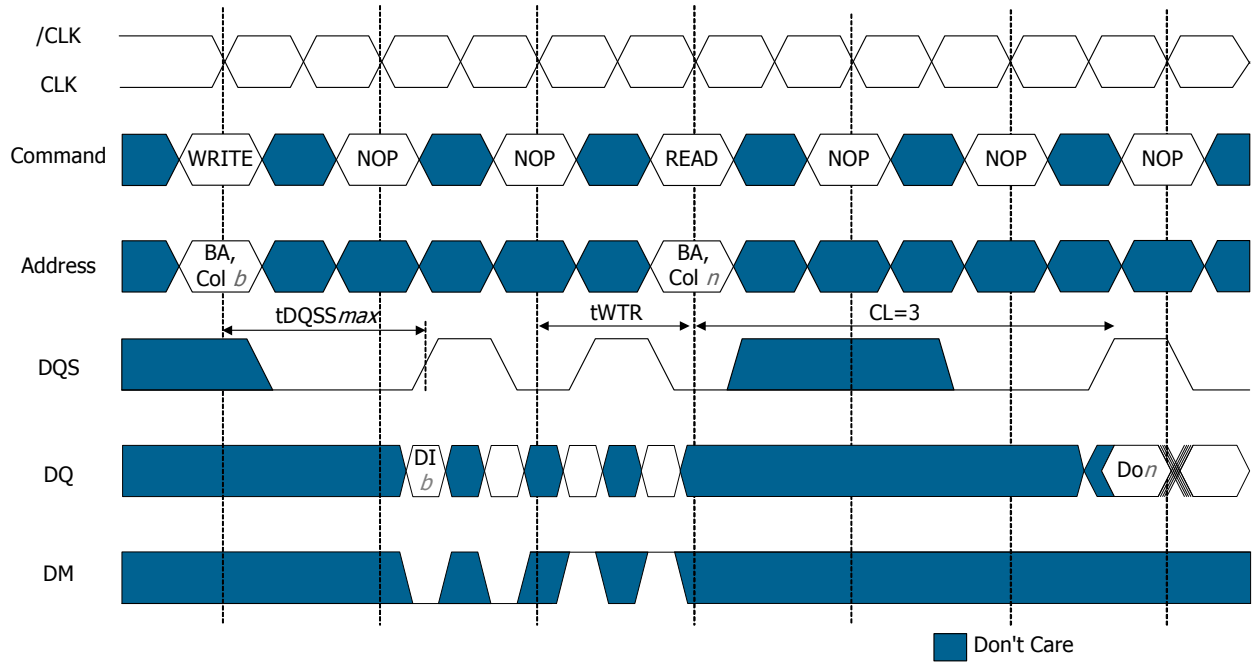 /CLK
CLK
Command
WRITE NOP NOP READ NOP NOP NOP
Address
BA,
Col b
BA,
Col n
tDQSSmax
tWTR
CL=3
DQS
DQ
DI
b
Don
DM
Don't Care